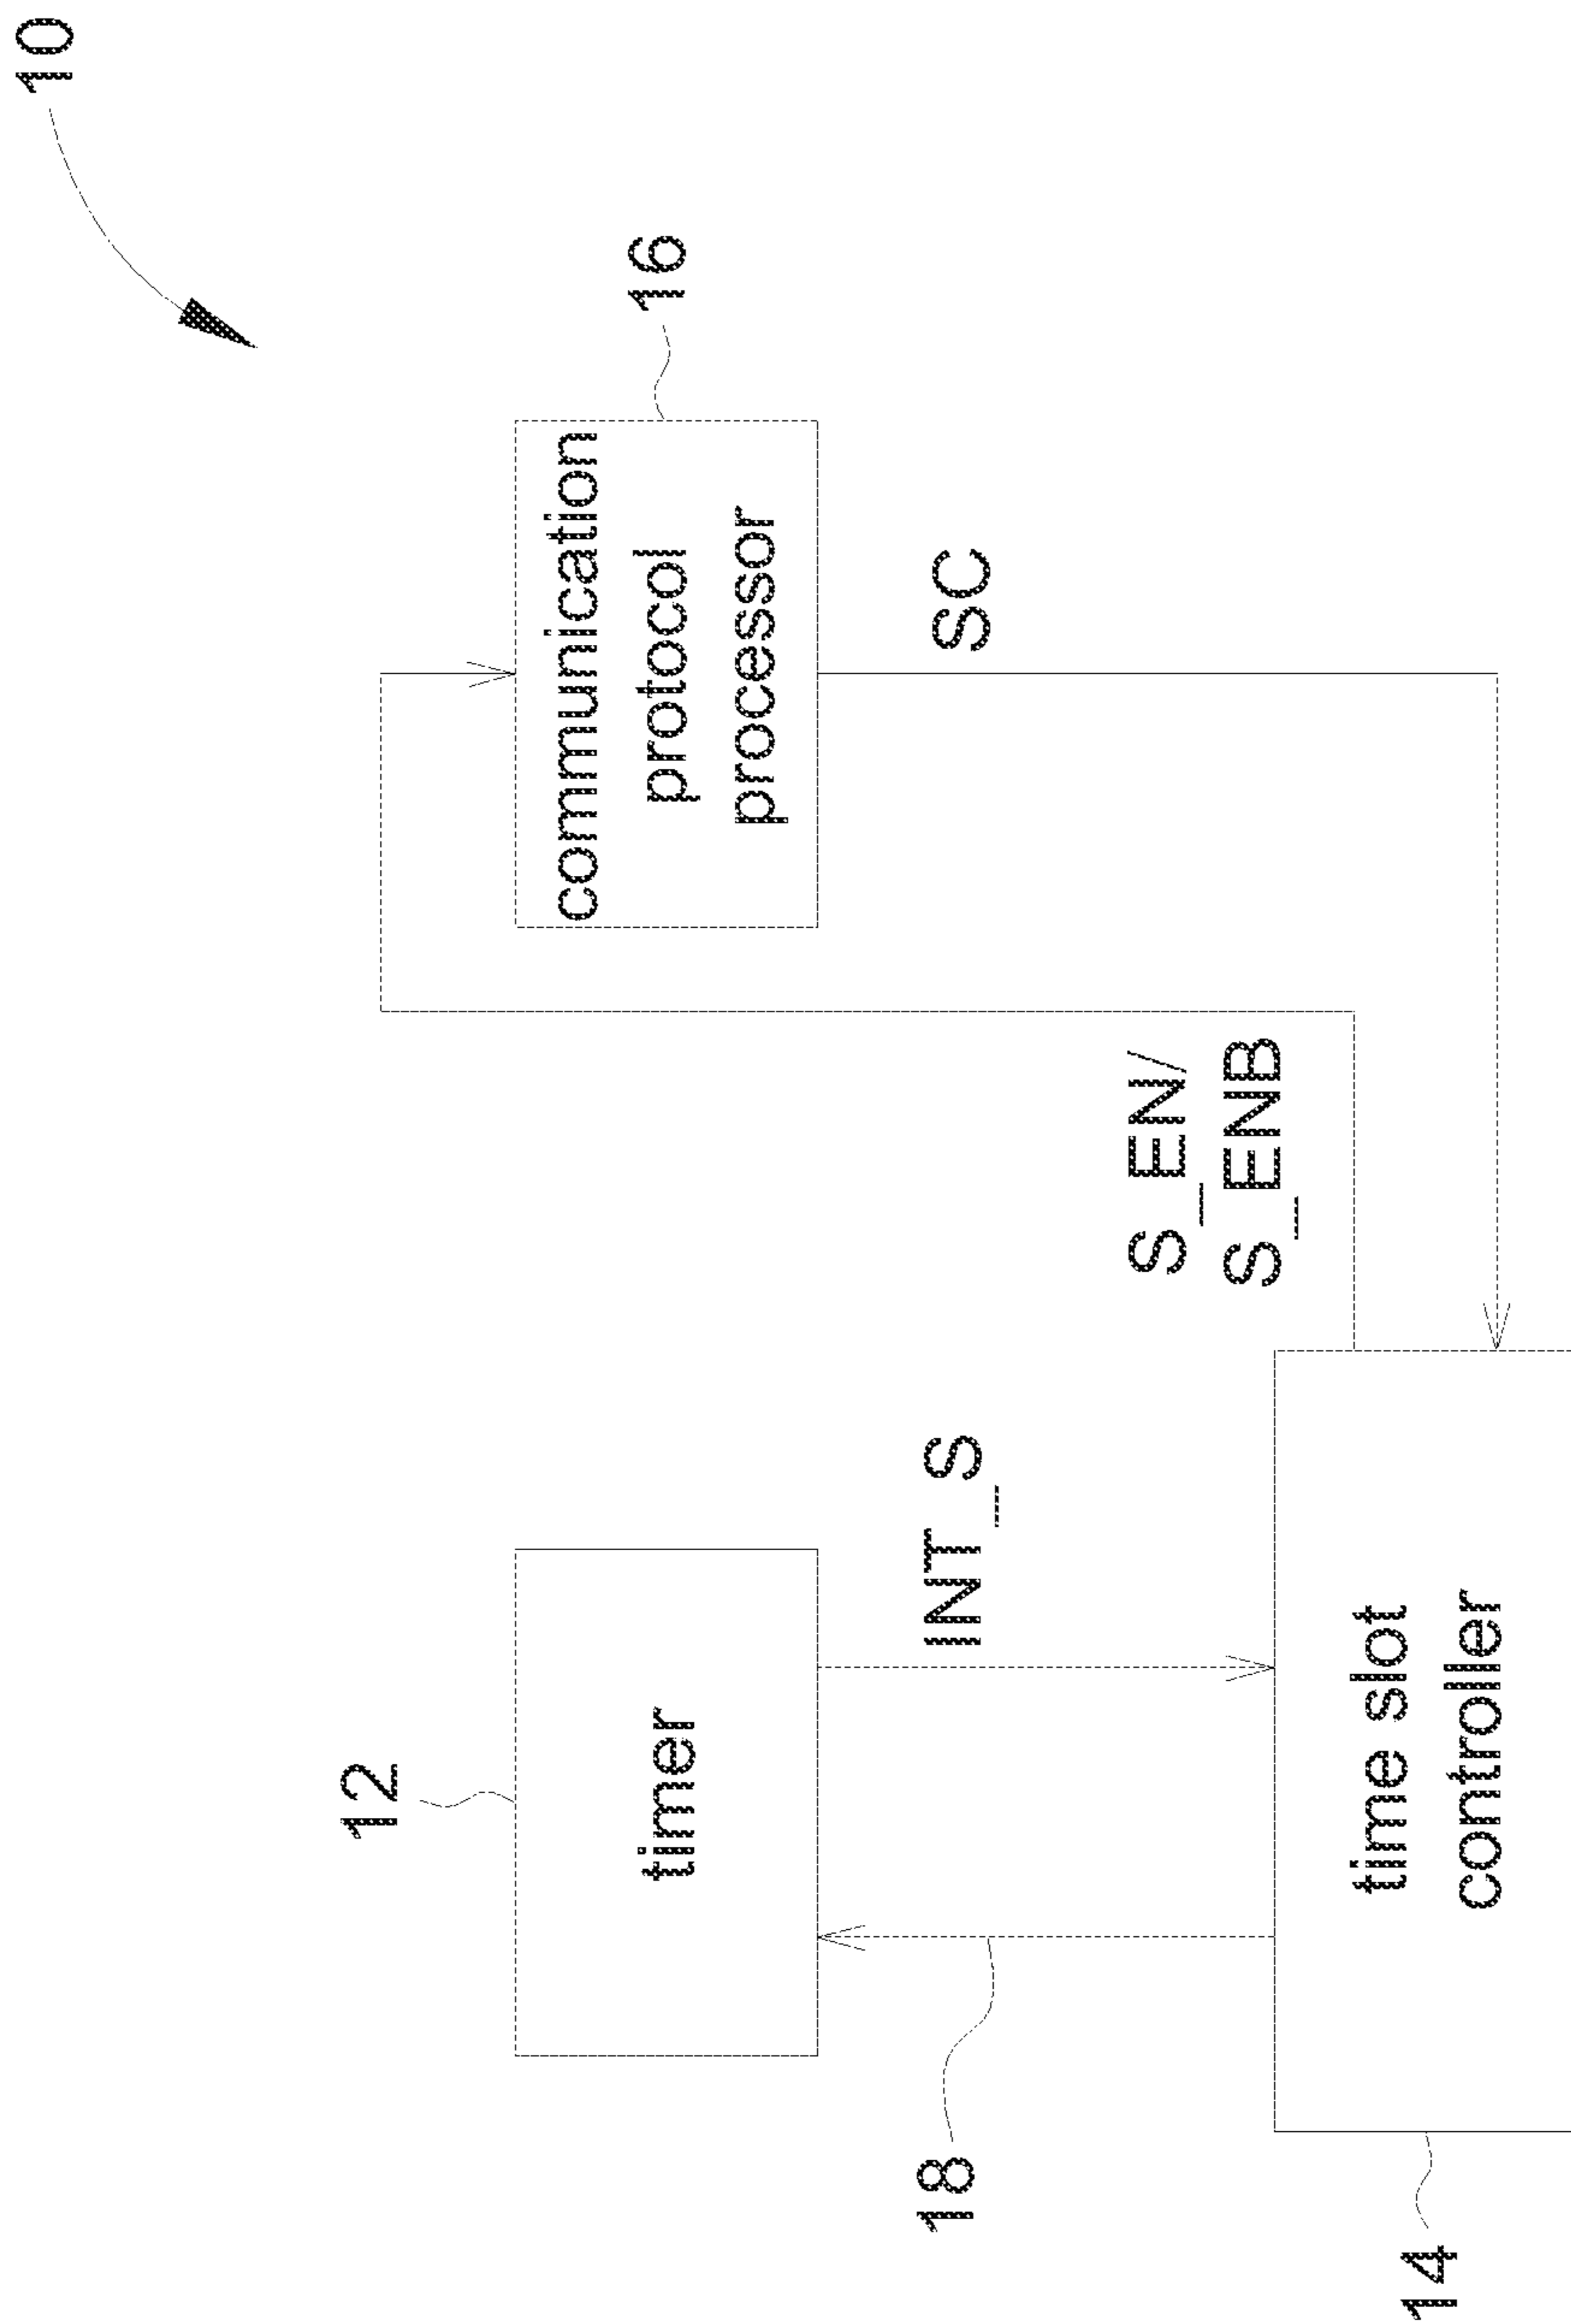 10
12
timer
communication
protocol
processor
16
18
INT_S
SC
S_EN/
S_ENB
14
time slot
controller